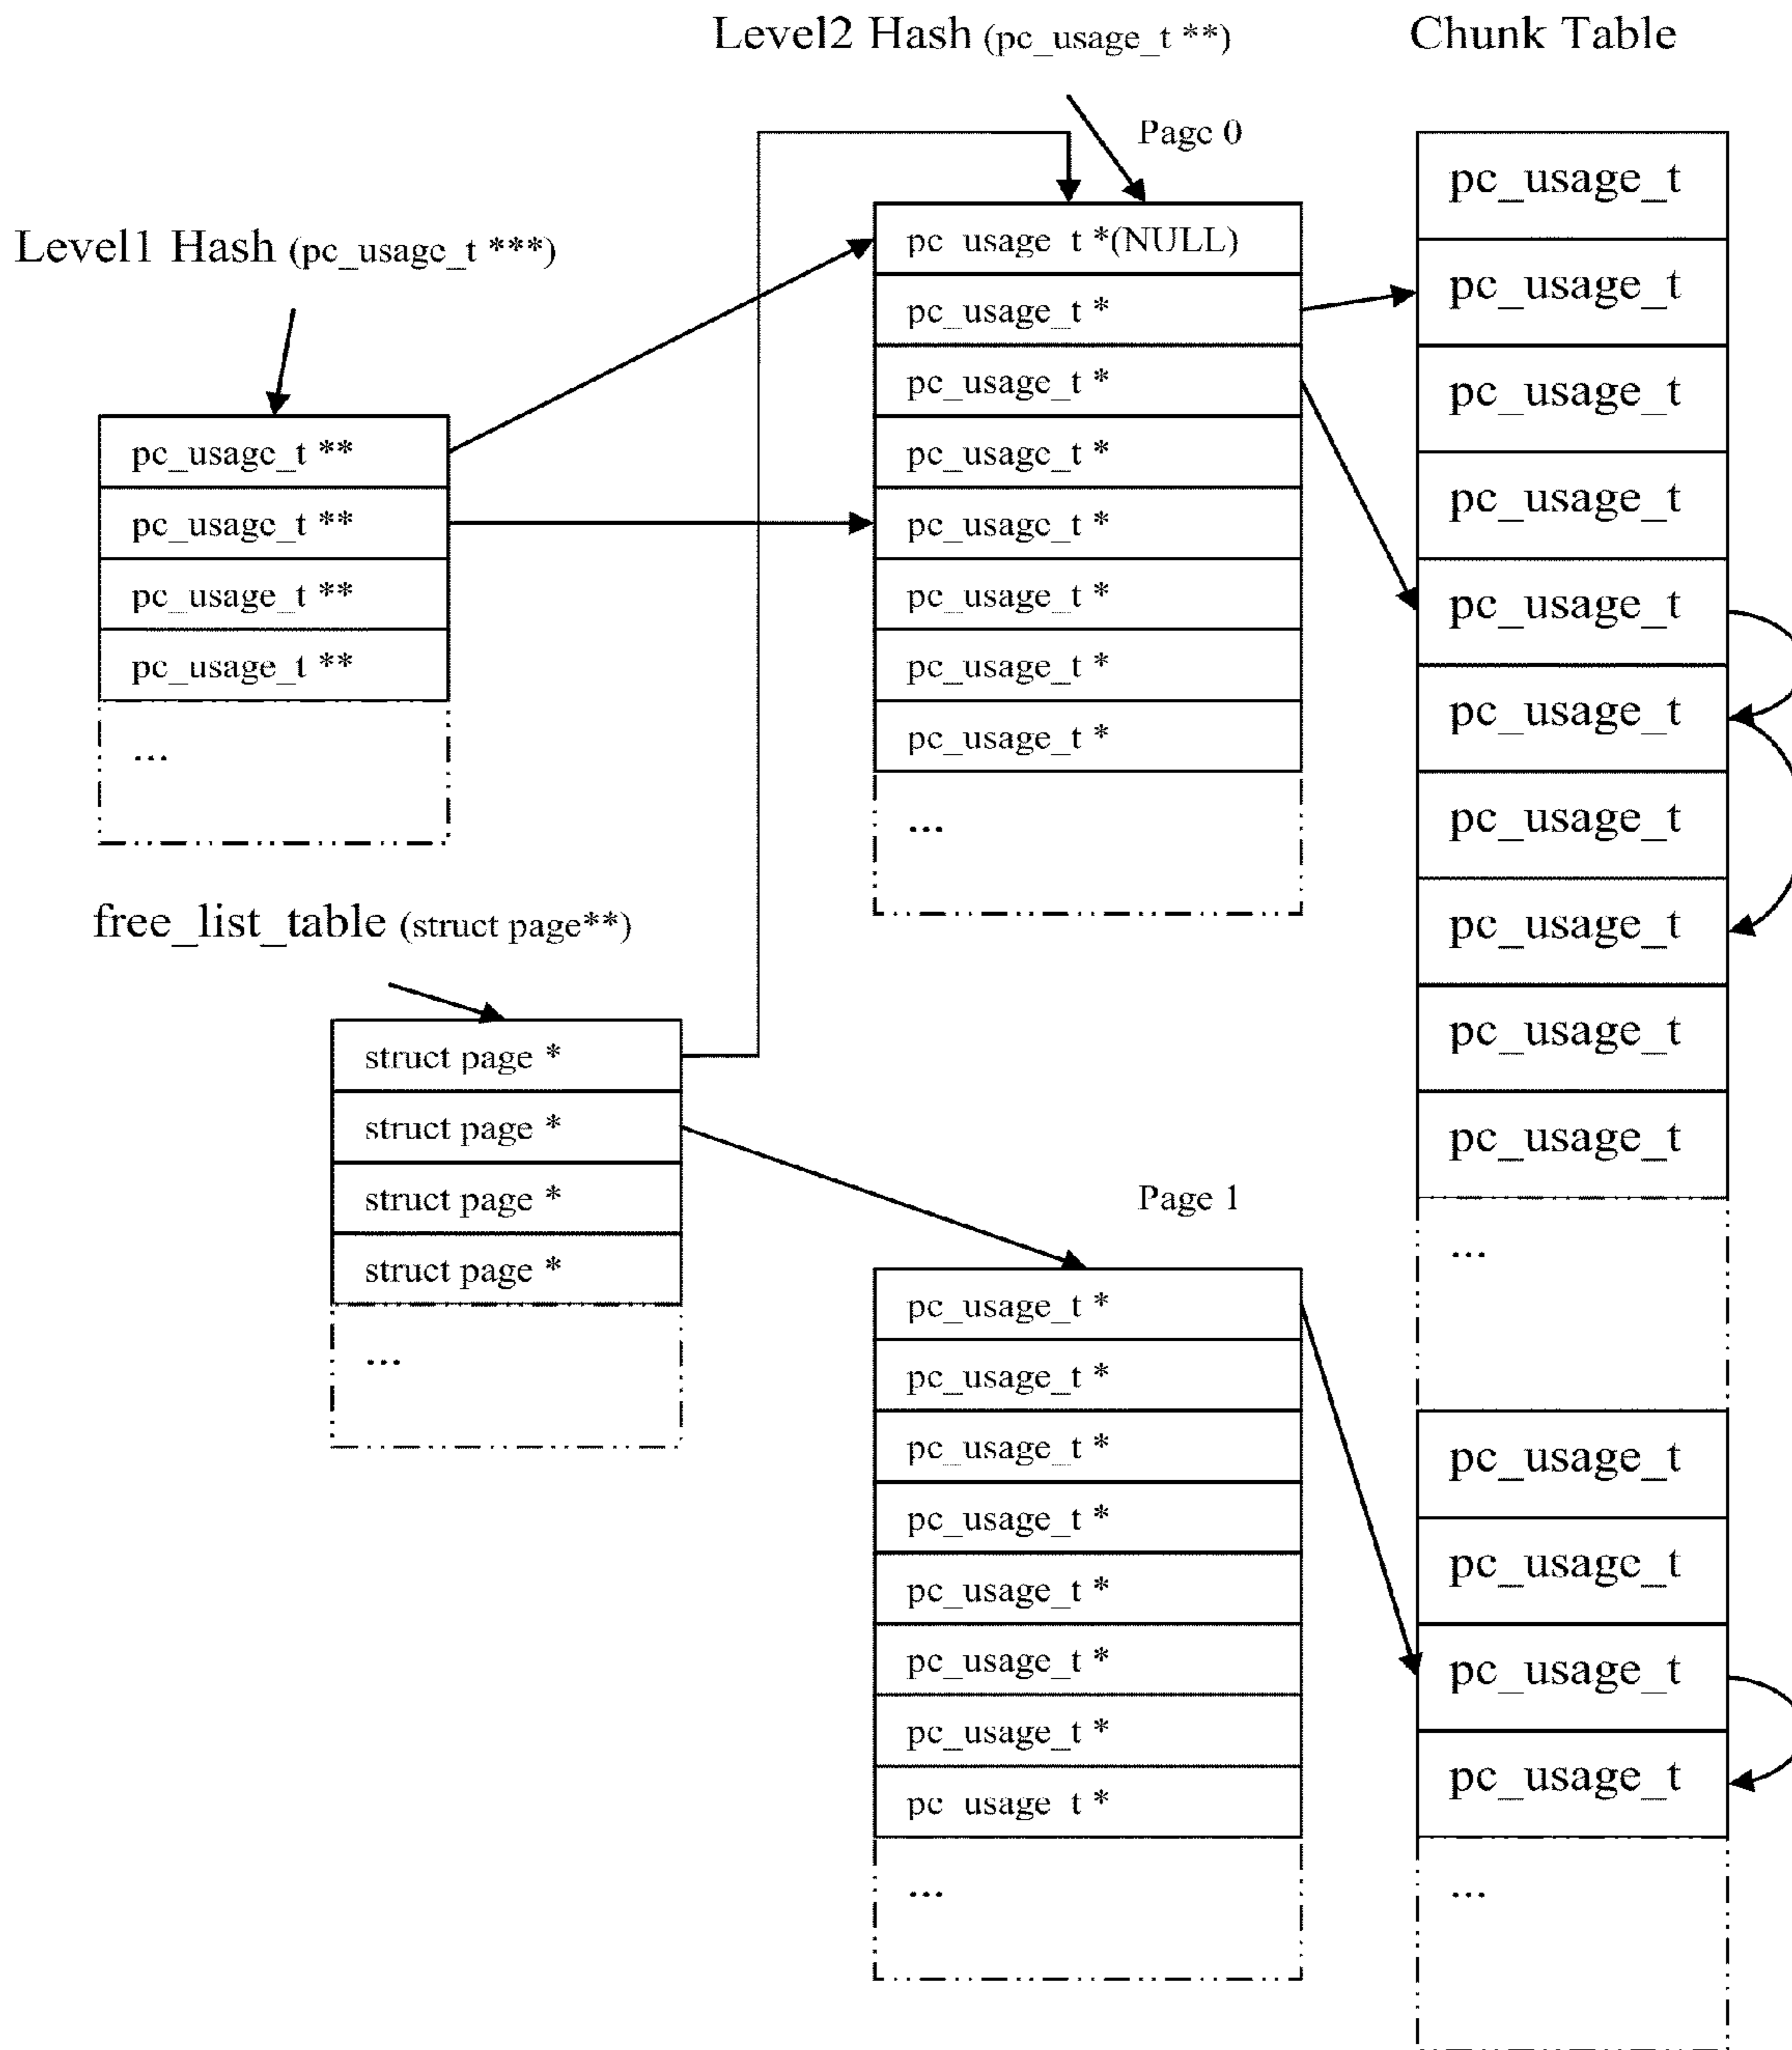 Level2 Hash (pc_usage_t **)
Chunk Table
Page 0
Level1 Hash (pc_usage_t ***)
pc_usage_t **
pc_usage_t **
pc_usage_t **
pc_usage_t **
...
pc_usage_t *(NULL)
pc_usage_t *
pc_usage_t *
pc_usage_t *
pc_usage_t *
pc_usage_t *
pc_usage_t *
pc_usage_t *
...
pc_usage_t
pc_usage_t
pc_usage_t
pc_usage_t
pc_usage_t
pc_usage_t
pc_usage_t
pc_usage_t
pc_usage_t
pc_usage_t
...
free_list_table (struct page**)
struct page *
struct page *
struct page *
struct page *
...
Page 1
pc_usage_t *
pc_usage_t *
pc_usage_t *
pc_usage_t *
pc_usage_t *
pc_usage_t *
pc_usage_t *
pc_usage_t *
...
pc_usage_t
pc_usage_t
pc_usage_t
pc_usage_t
...